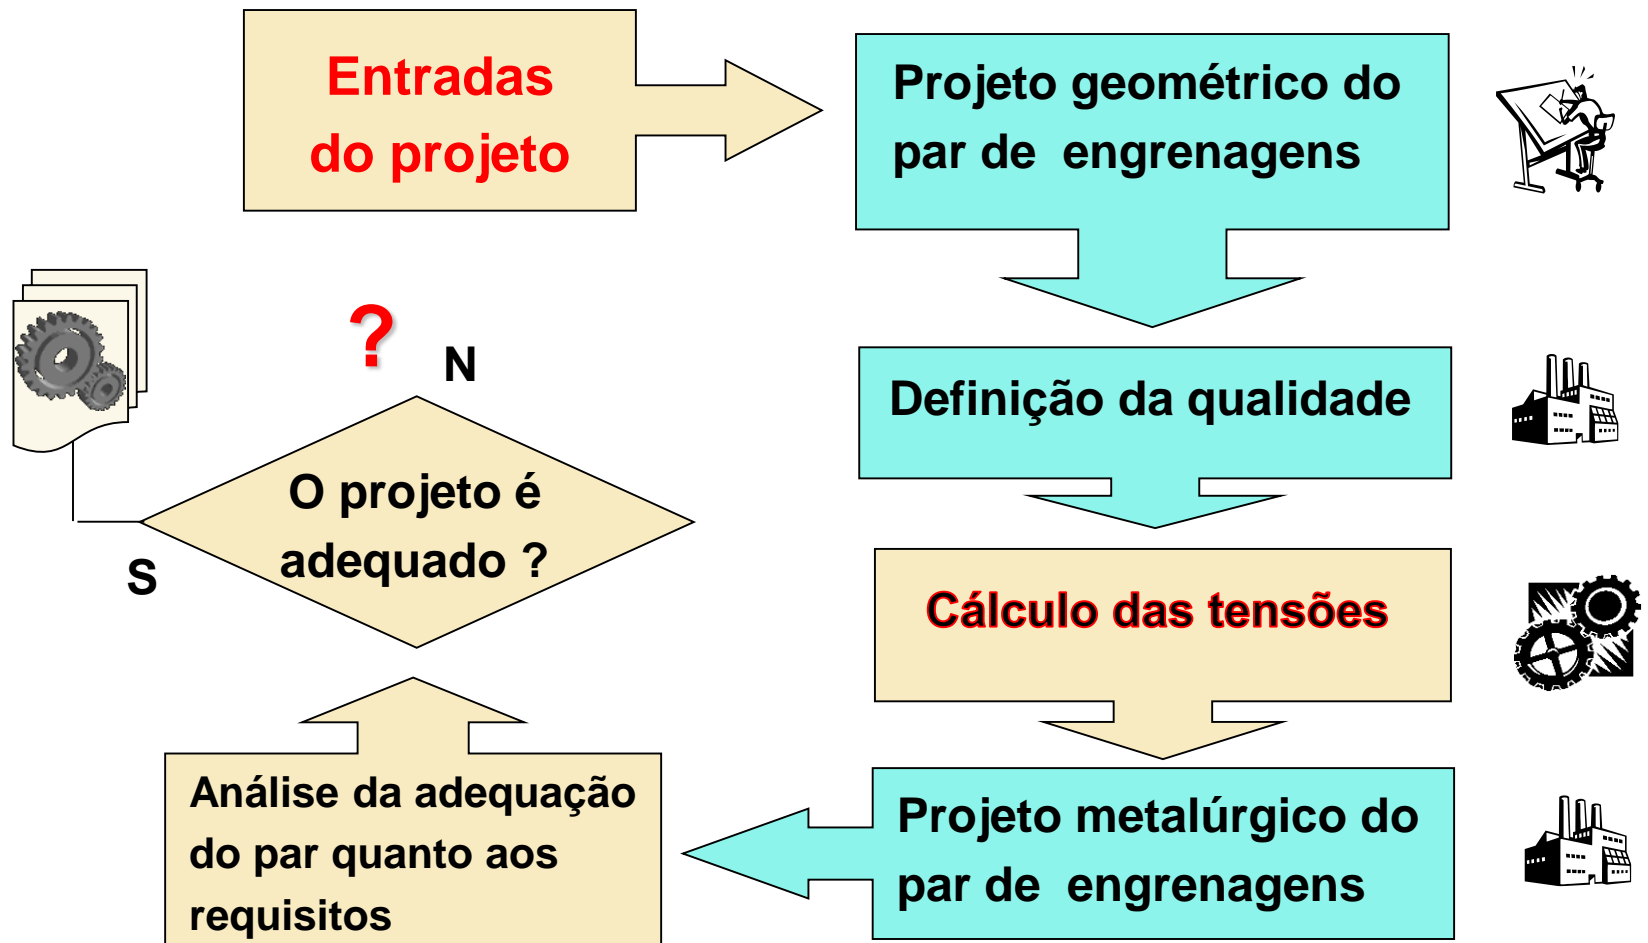 Entradas
do projeto
Projeto geométrico do
par de engrenagens
Definição da qualidade
Cálculo das tensões
Projeto metalúrgico do
par de engrenagens
Análise da adequação
do par quanto aos
requisitos
?
N
O projeto é
adequado ?
S